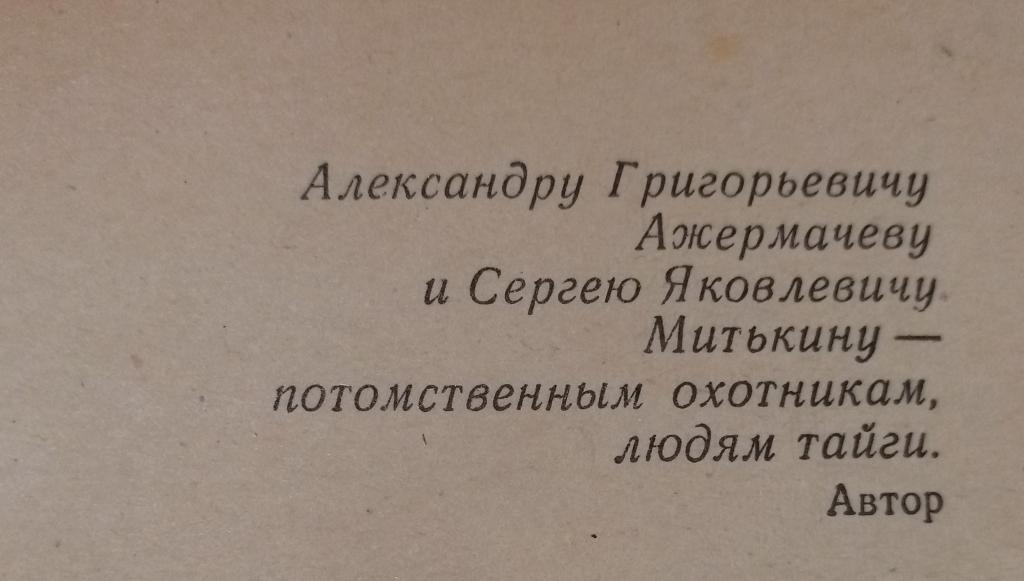 Александру Григорьевичу
Ажермачеву
и Сергею Яковлевичу
Митькину —
потомственным охотникам,
людям тайги.
Автор